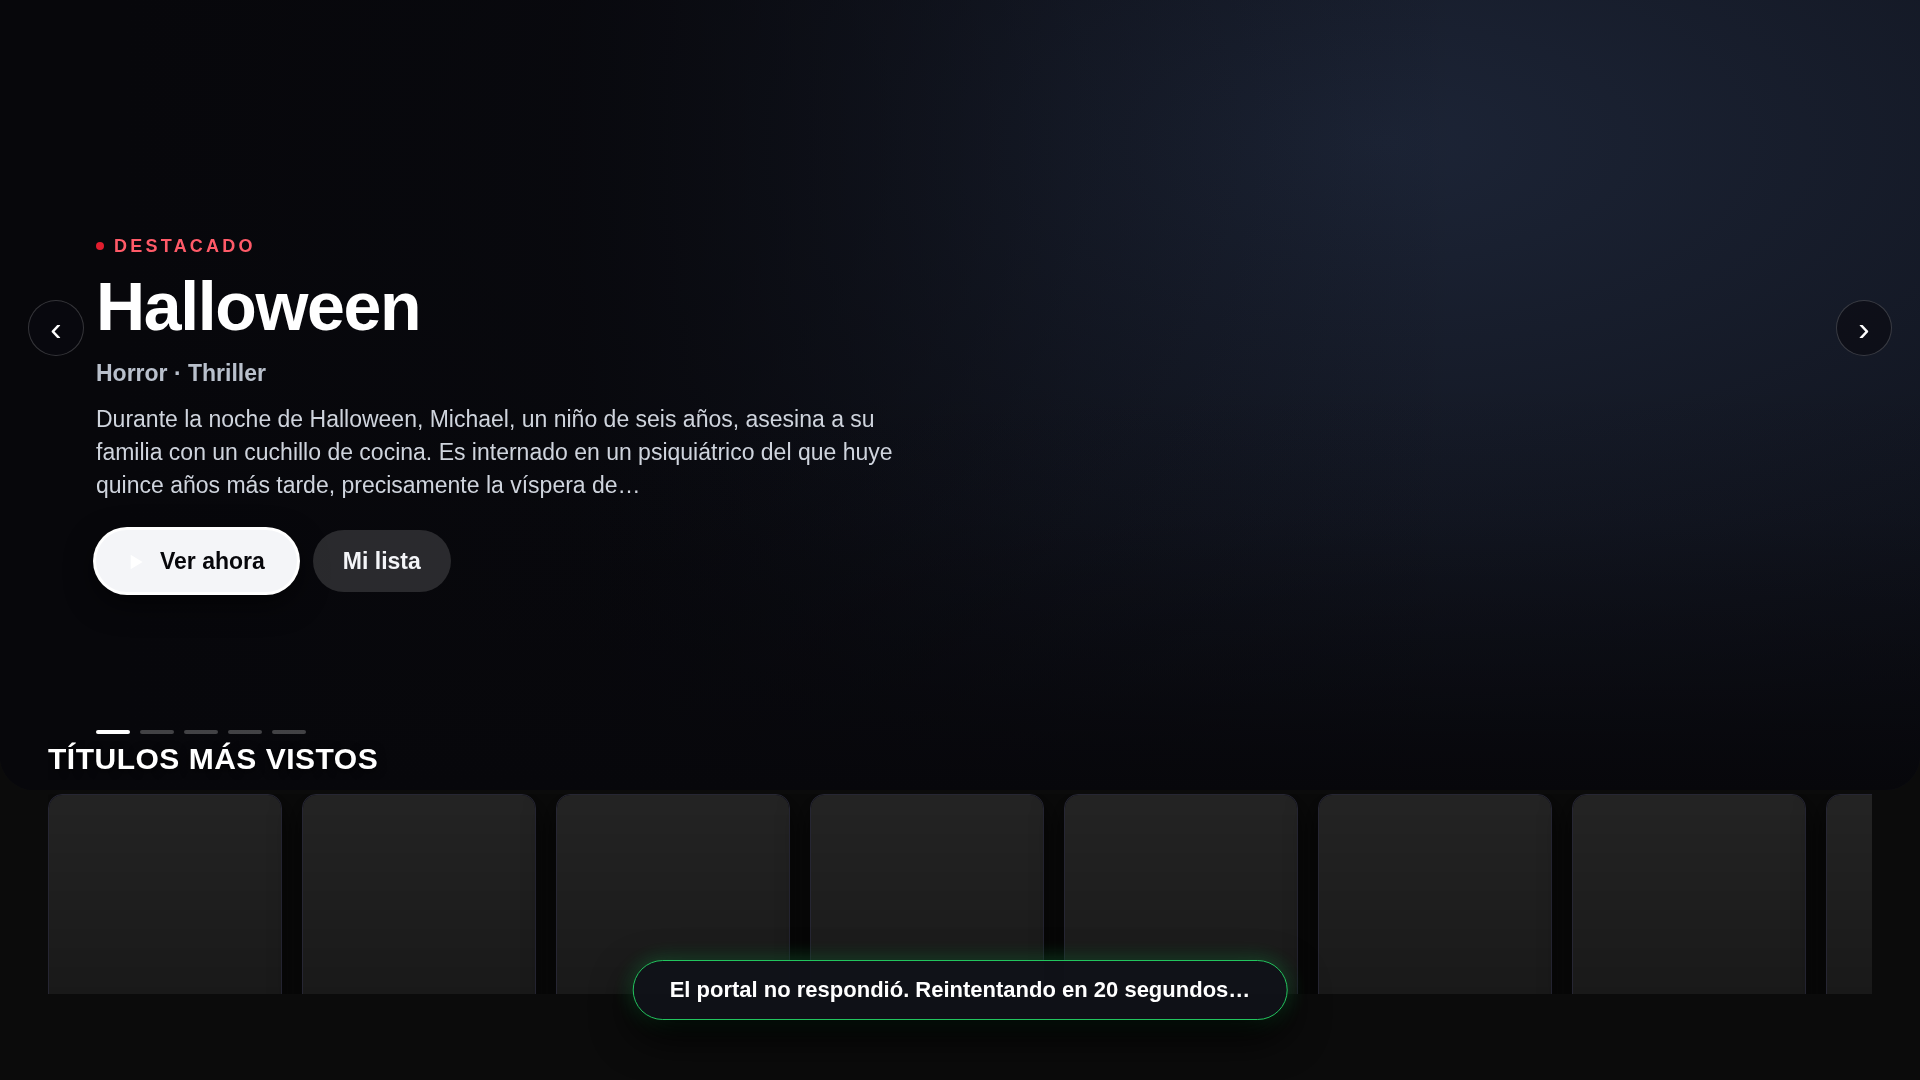 DESTACADO
Halloween
‹
›
Horror · Thriller
Durante la noche de Halloween, Michael, un niño de seis años, asesina a su
familia con un cuchillo de cocina. Es internado en un psiquiátrico del que huye
quince años más tarde, precisamente la víspera de…
Ver ahora
Mi lista
TÍTULOS MÁS VISTOS
El portal no respondió. Reintentando en 20 segundos…